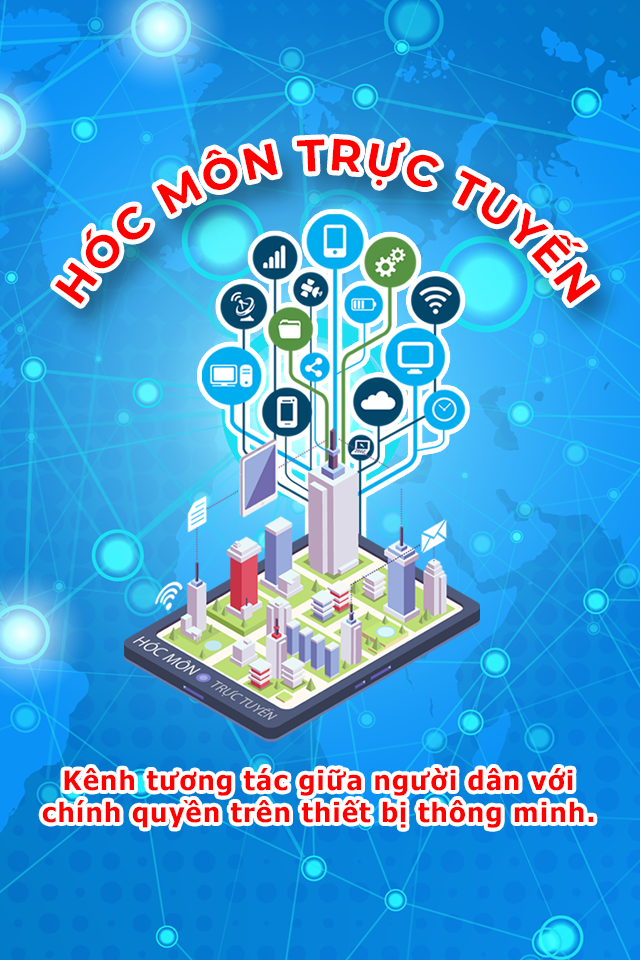 HÓC MÔN TRỰC TUYẾN
HÓC MÔN TRỰC TUYẾN
Kênh tương tác giữa người dân với
chính quyền trên thiết bị thông minh.